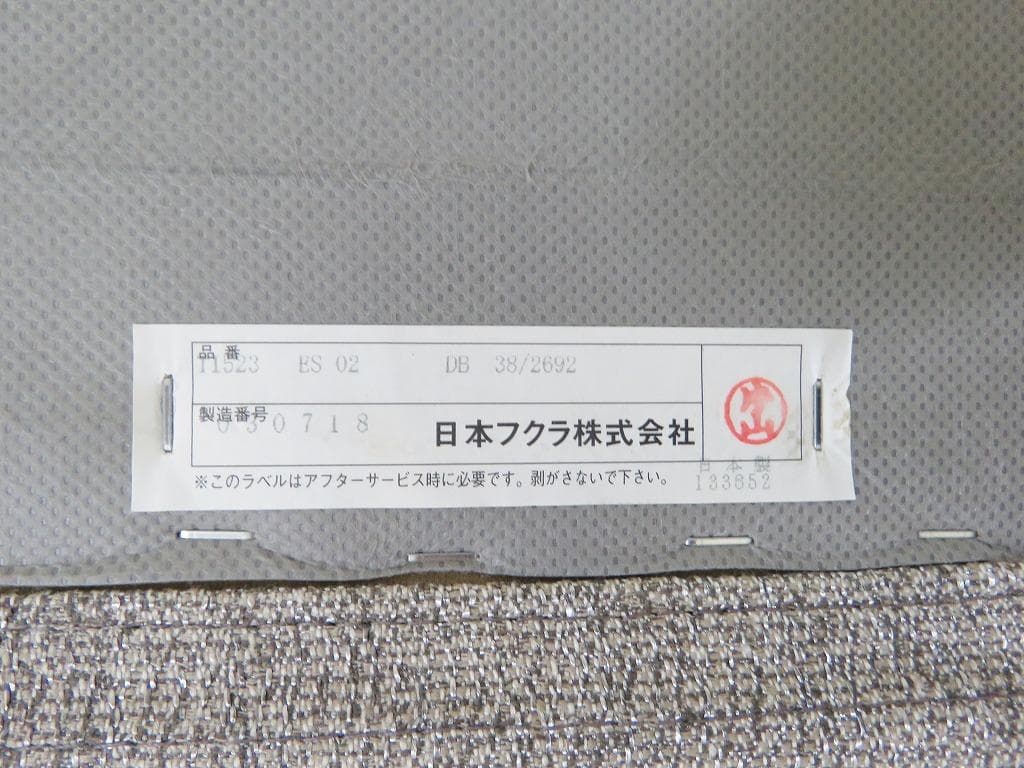 品番
11523 ES 02 DB 38/2692
製造番号
030718
日本フクラ株式会社
※このラベルはアフターサービス時に必要です。剥がさないで下さい。
日本製
133652